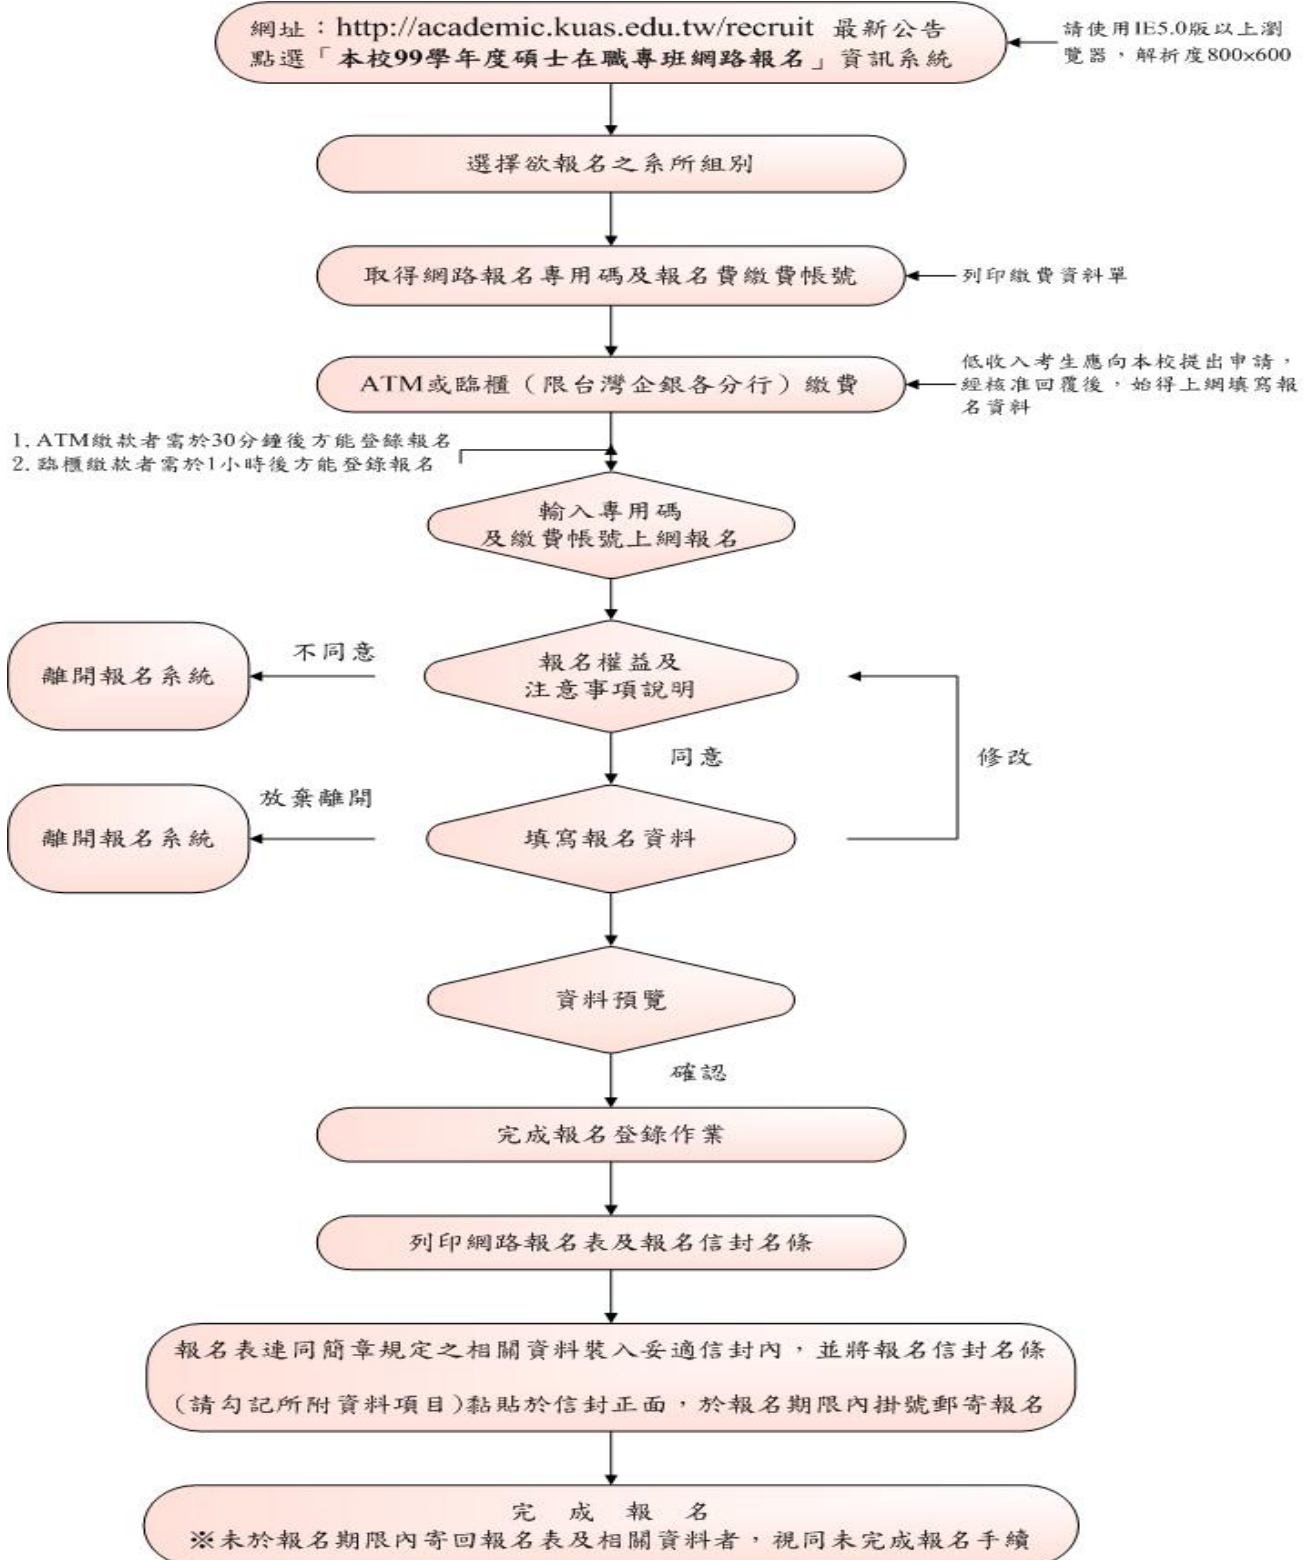 網址：http://academic.kuas.edu.tw/recruit 最新公告
點選「本校99學年度碩士在職專班網路報名」資訊系統
請使用IE5.0版以上瀏
覽器，解析度800x600
選擇欲報名之系所組別
取得網路報名專用碼及報名費繳費帳號
列印繳費資料單
ATM或臨櫃（限台灣企銀各分行）繳費
低收入考生應向本校提出申請，
經核准回覆後，始得上網填寫報
名資料
1. ATM繳款者需於30分鐘後方能登錄報名
2. 臨櫃繳款者需於1小時後方能登錄報名
輸入專用碼
及繳費帳號上網報名
不同意
離開報名系統
報名權益及
注意事項說明
同意
修改
放棄離開
離開報名系統
填寫報名資料
資料預覽
確認
完成報名登錄作業
列印網路報名表及報名信封名條
報名表連同簡章規定之相關資料裝入妥適信封內，並將報名信封名條
(請勾記所附資料項目)黏貼於信封正面，於報名期限內掛號郵寄報名
完成報名
※未於報名期限內寄回報名表及相關資料者，視同未完成報名手續